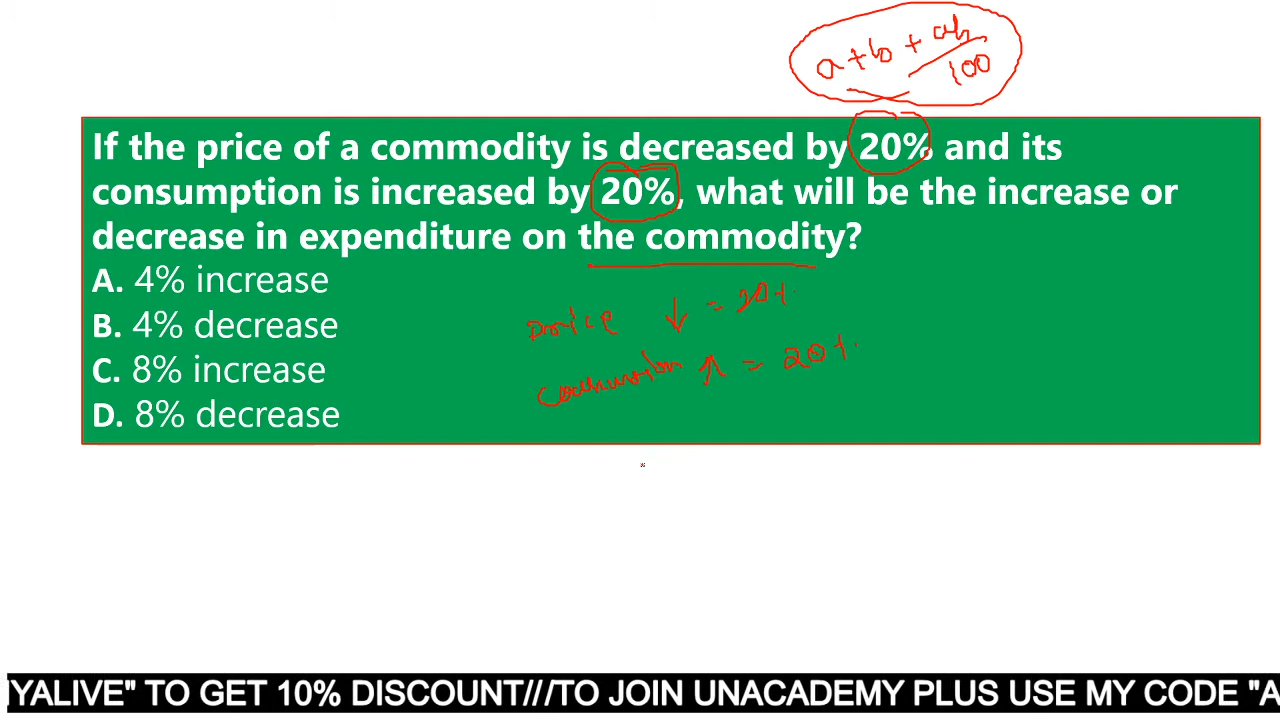 a + b + ab/100
If the price of a commodity is decreased by 20% and its
consumption is increased by 20%, what will be the increase or
decrease in expenditure on the commodity?
A. 4% increase
B. 4% decrease
C. 8% increase
D. 8% decrease
Price ↓ = 20%
↑ = 20%
YALIVE" TO GET 10% DISCOUNT///TO JOIN UNACADEMY PLUS USE MY CODE "A